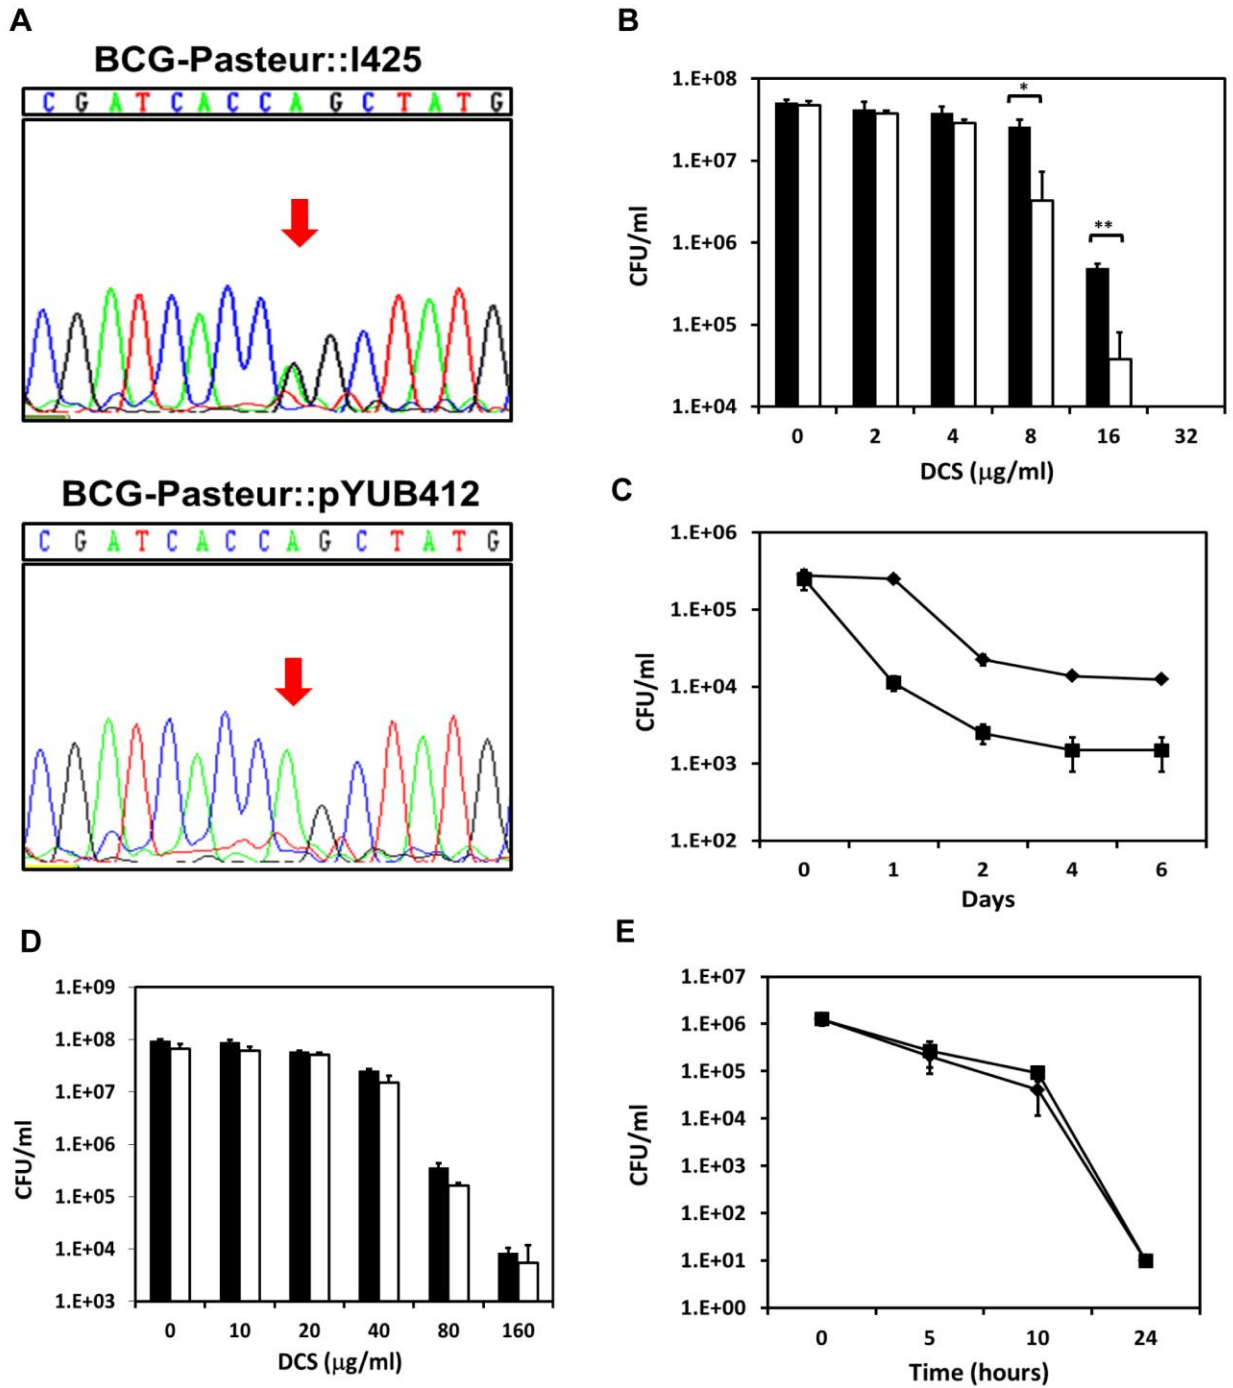 A
BCG-Pasteur::I425
C G A T C A C C A G C T A T G
BCG-Pasteur::pYUB412
C G A T C A C C A G C T A T G
B
1.E+08
1.E+07
1.E+06
1.E+05
1.E+04
CFU/ml
*
**
0 2 4 8 16 32
DCS (μg/ml)
C
1.E+06
1.E+05
1.E+04
1.E+03
1.E+02
CFU/ml
0 1 2 4 6
Days
D
1.E+09
1.E+08
1.E+07
1.E+06
1.E+05
1.E+04
1.E+03
CFU/ml
0 10 20 40 80 160
DCS (μg/ml)
E
1.E+07
1.E+06
1.E+05
1.E+04
1.E+03
1.E+02
1.E+01
1.E+00
CFU/ml
0 5 10 24
Time (hours)